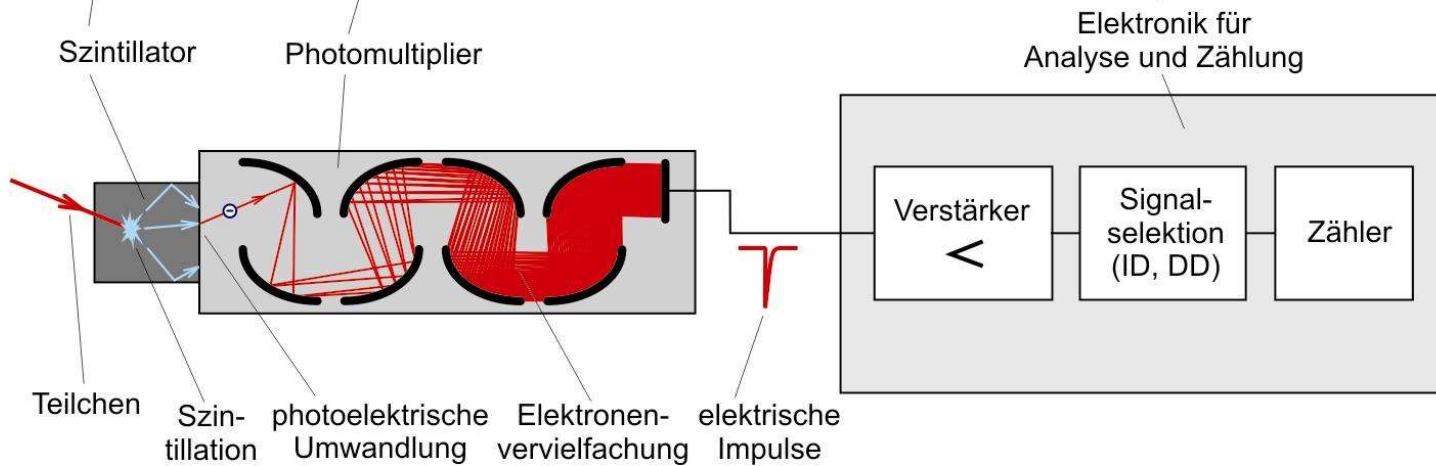 Szintillator
Photomultiplier
Elektronik für
Analyse und Zählung
Verstärker
<
Signal-
selektion
(ID, DD)
Zähler
Teilchen
Szin-
tillation
photoelektrische
Umwandlung
Elektronen-
vervielfachung
elektrische
Impulse